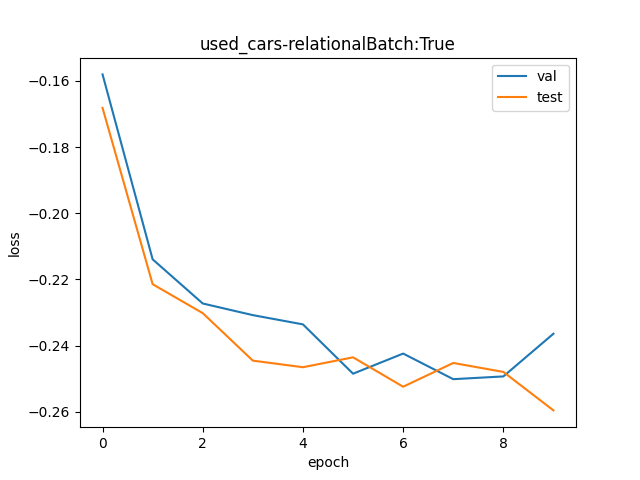 used_cars-relationalBatch:True
val
test
loss
−0.16
−0.18
−0.20
−0.22
−0.24
−0.26
0
2
4
6
8
epoch